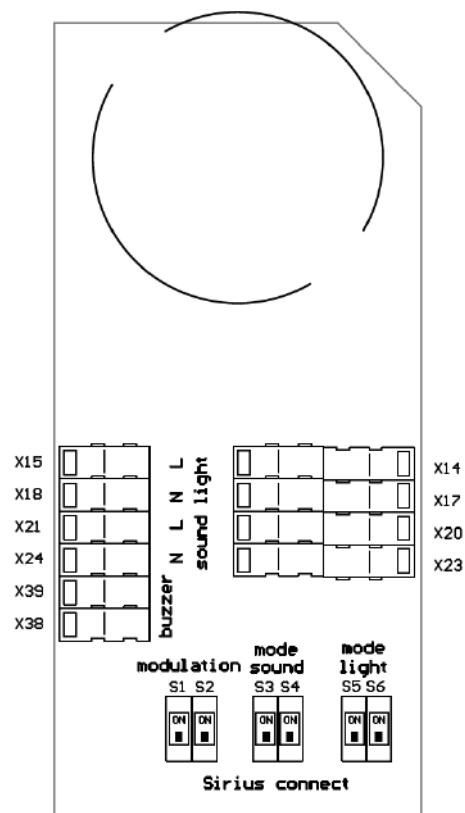 X15
X18
X21
X24
X39
X38
L
N
light
L
N
sound
buzzer
X14
X17
X20
X23
modulation
S1 S2
ON ON
mode
sound
S3 S4
ON ON
mode
light
S5 S6
ON ON
Sirius connect